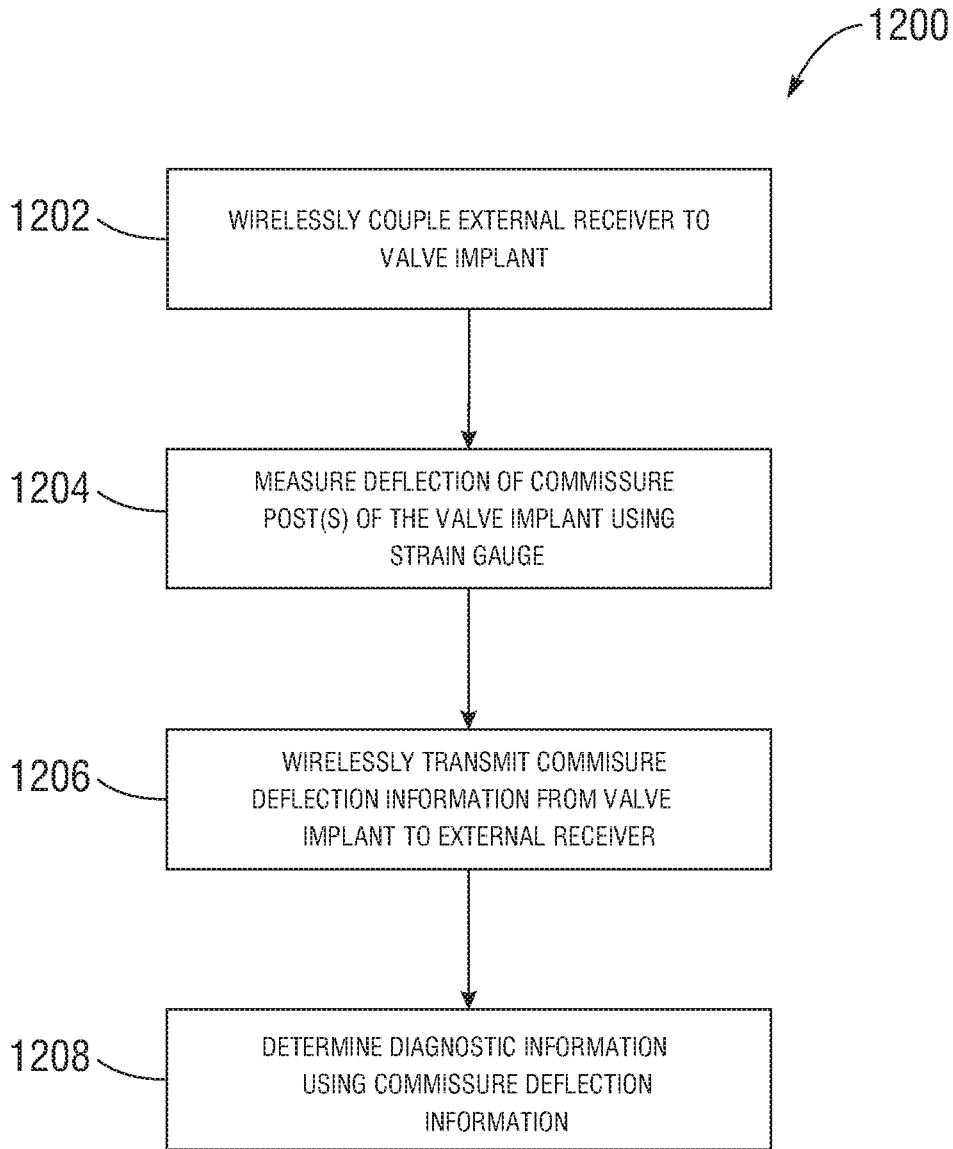 1200
1202
WIRELESSLY COUPLE EXTERNAL RECEIVER TO
VALVE IMPLANT
1204
MEASURE DEFLECTION OF COMMISSURE
POST(S) OF THE VALVE IMPLANT USING
STRAIN GAUGE
1206
WIRELESSLY TRANSMIT COMMISURE
DEFLECTION INFORMATION FROM VALVE
IMPLANT TO EXTERNAL RECEIVER
1208
DETERMINE DIAGNOSTIC INFORMATION
USING COMMISSURE DEFLECTION
INFORMATION